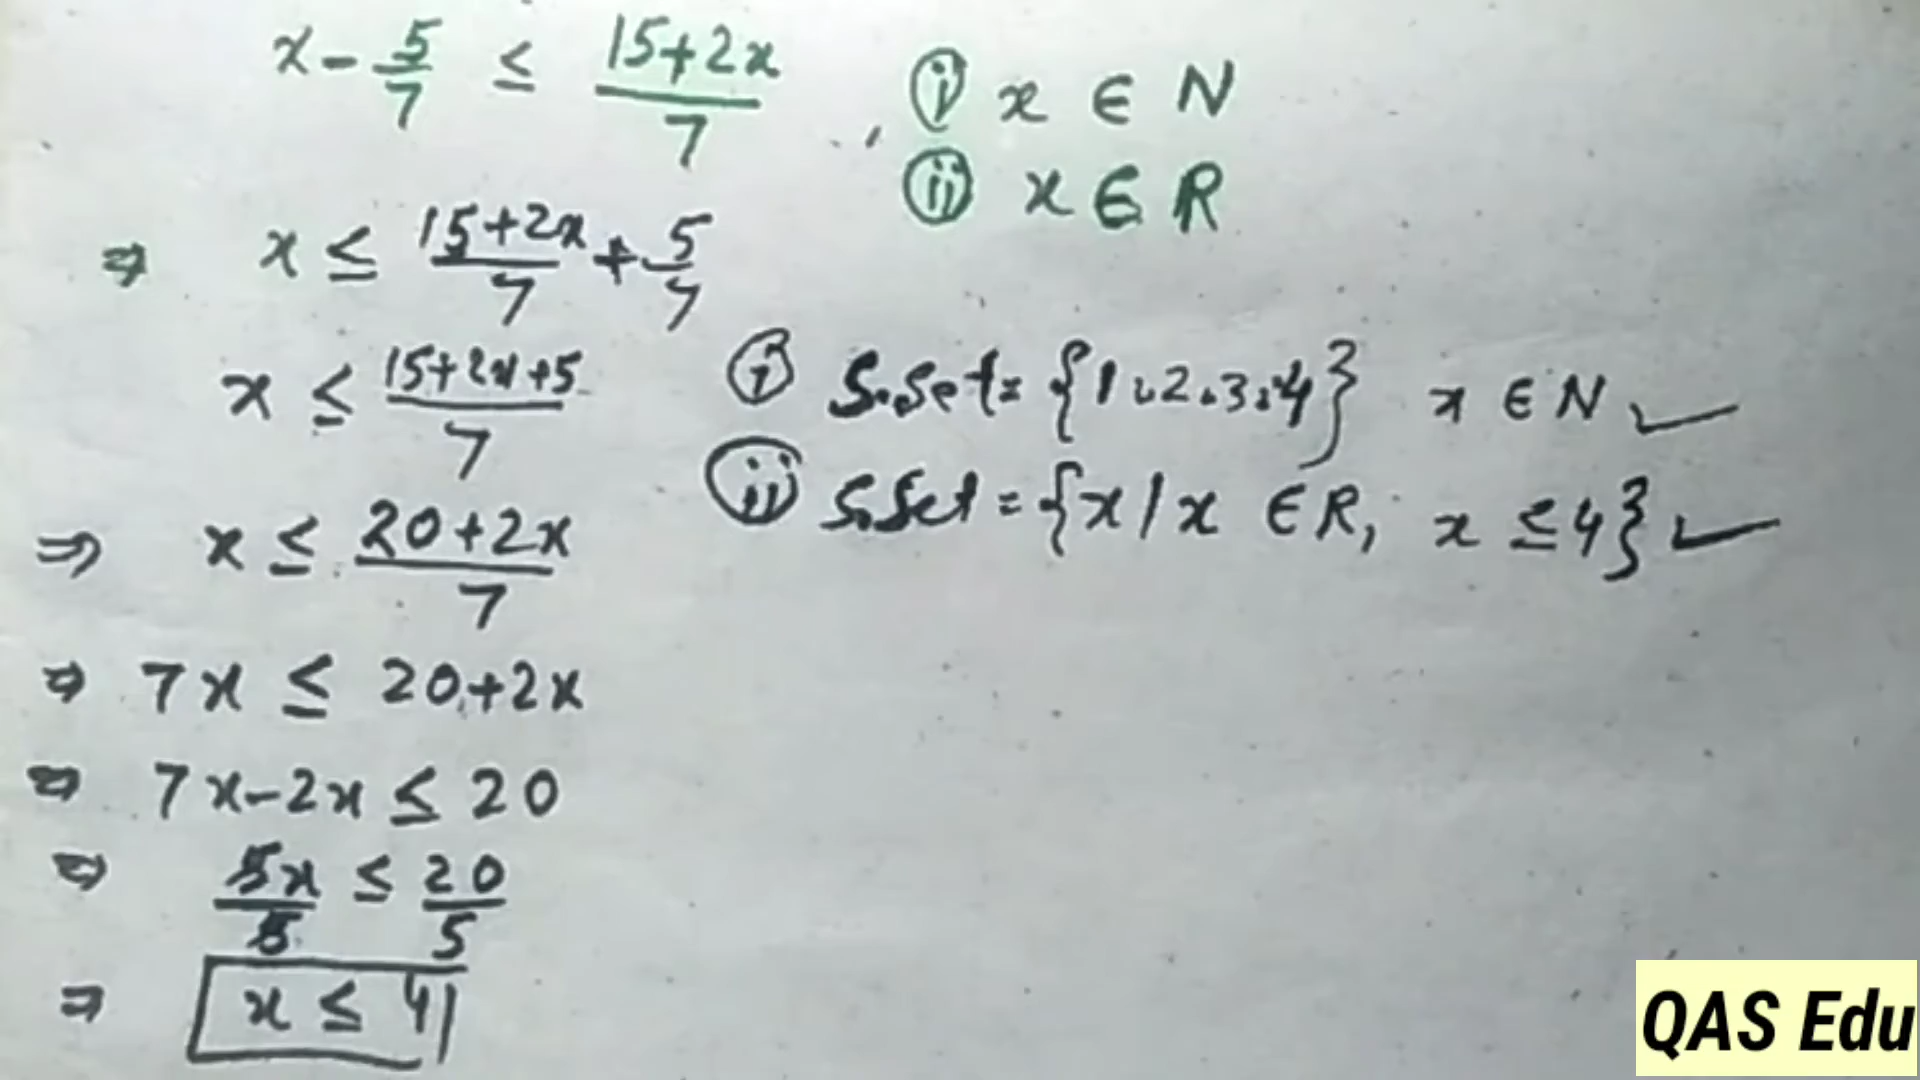 x - 5/7 ≤ (15+2x)/7 , (i) x ∈ N
(ii) x ∈ R
⇒ x ≤ (15+2x)/7 + 5/7
x ≤ (15+2x+5)/7
(i) S.Set = {1,2,3,4} x ∈ N ✓
(ii) S.Set = {x / x ∈ R, x ≤ 4} ✓
⇒ x ≤ (20+2x)/7
⇒ 7x ≤ 20+2x
⇒ 7x-2x ≤ 20
⇒ 5x/5 ≤ 20/5
⇒ x ≤ 4
QAS Edu